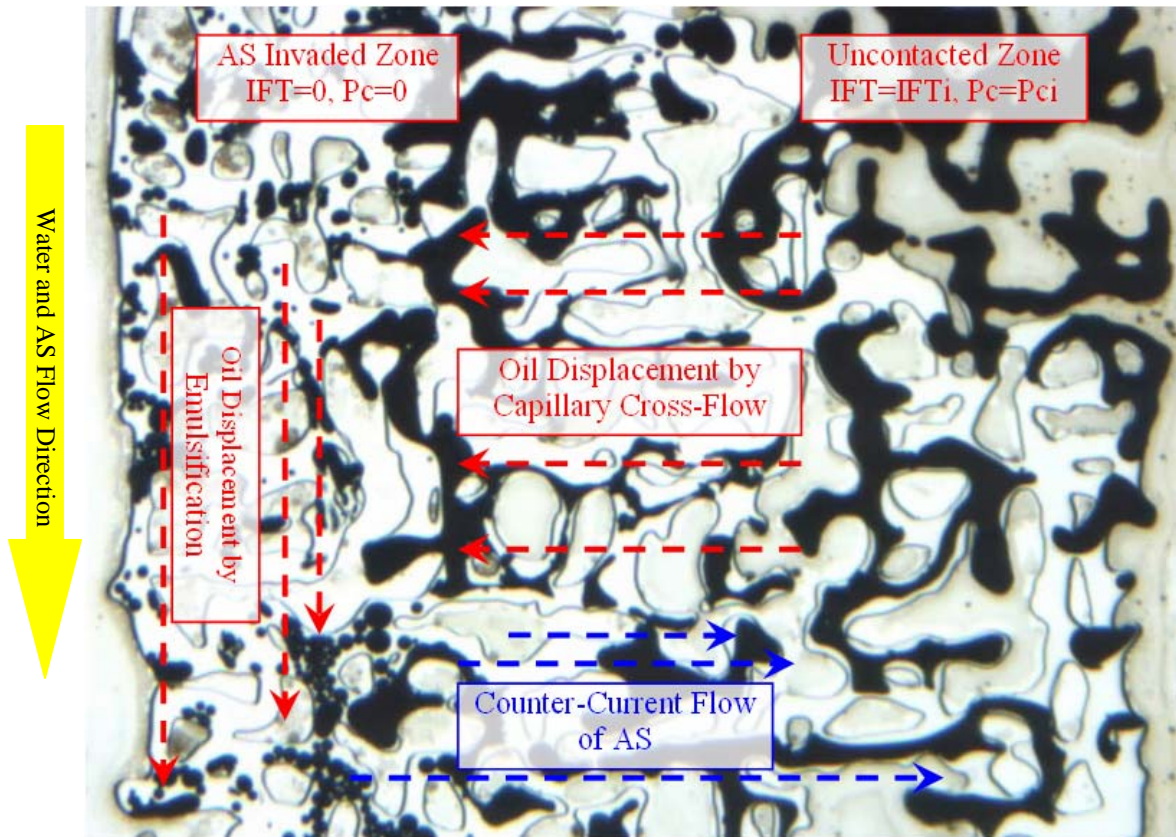 AS Invaded Zone
IFT=0, Pc=0
Uncontacted Zone
IFT=IFTi, Pc=Pci
Water and AS Flow Direction
Oil Displacement by
Emulsification
Oil Displacement by
Capillary Cross-Flow
Counter-Current Flow
of AS